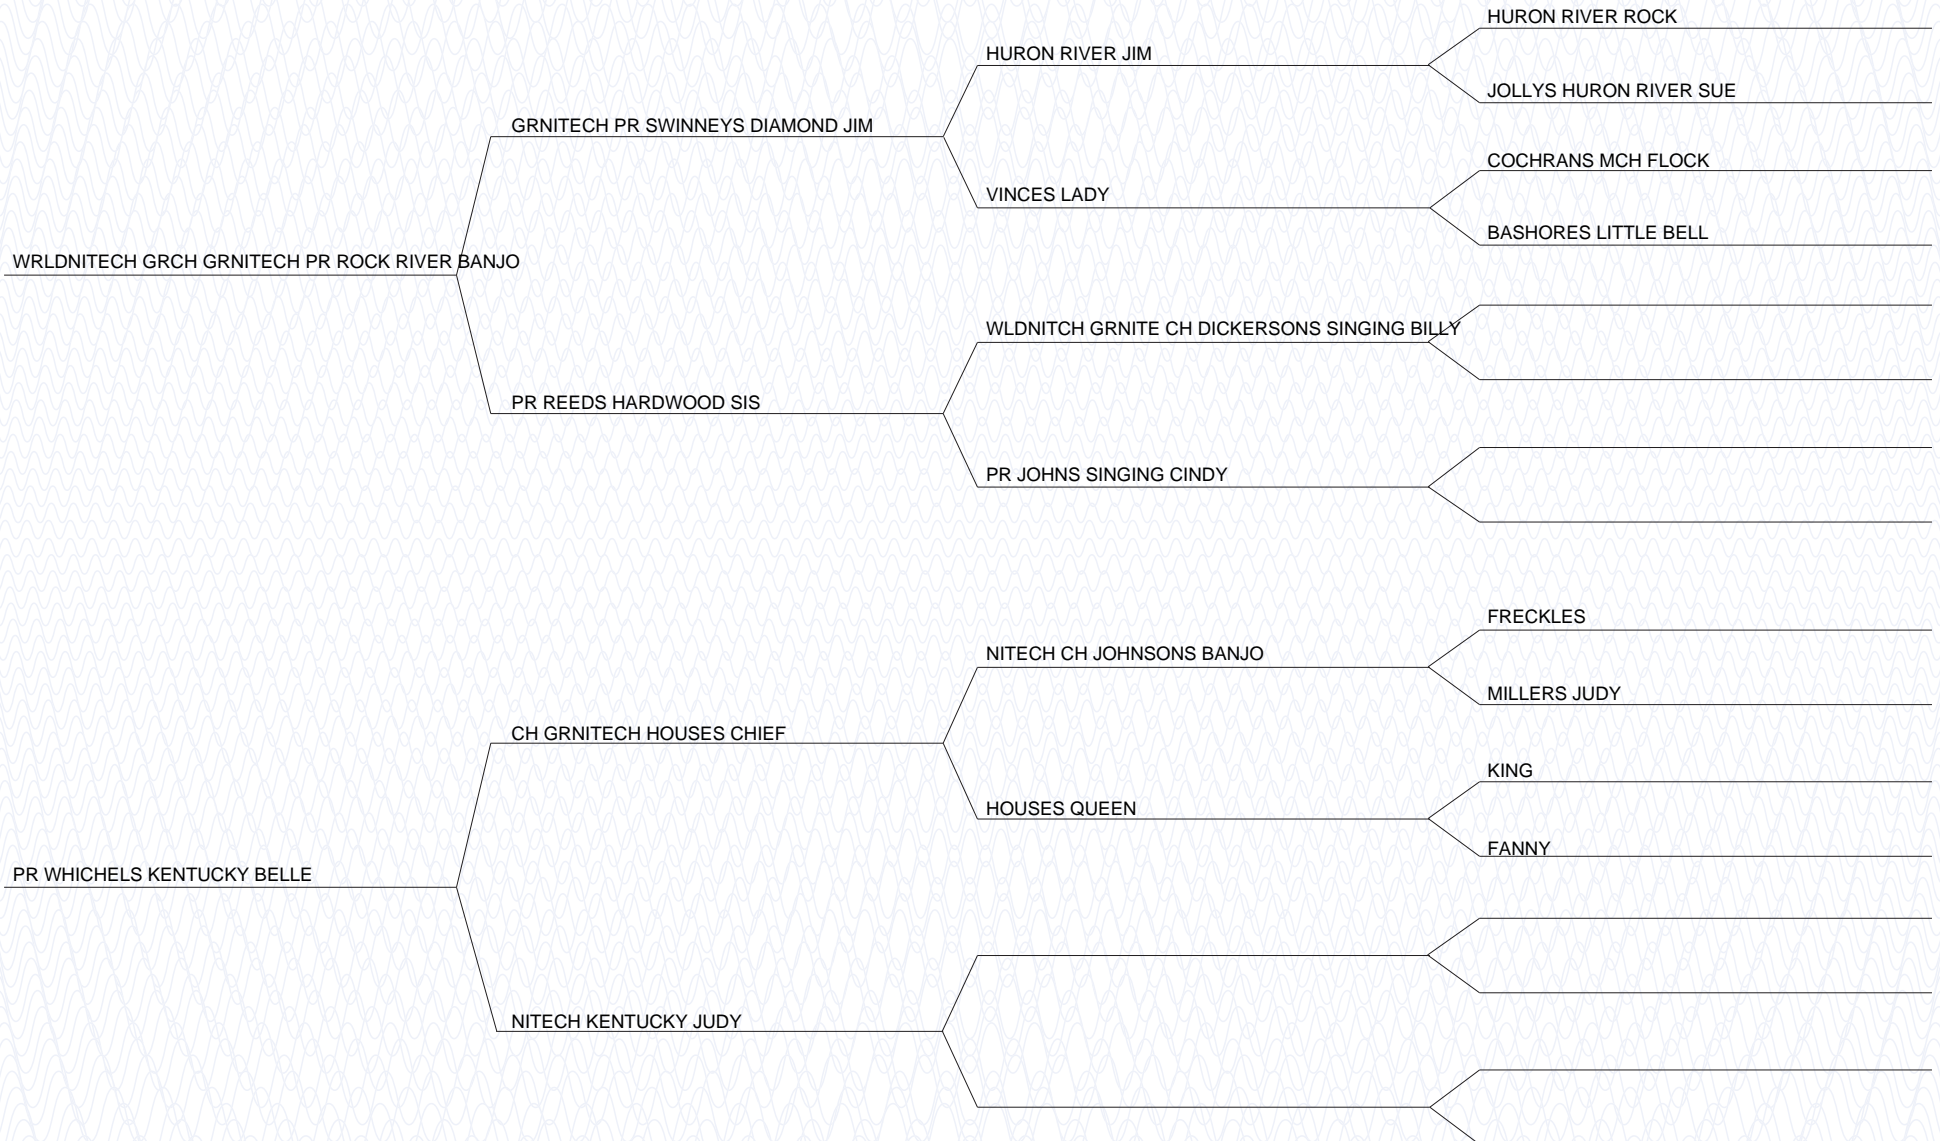 HURON RIVER ROCK
HURON RIVER JIM
JOLLYS HURON RIVER SUE
GRNITECH PR SWINNEYS DIAMOND JIM
COCHRANS MCH FLOCK
VINCES LADY
BASHORES LITTLE BELL
WRLDNITECH GRCH GRNITECH PR ROCK RIVER BANJO
WLDNITCH GRNITE CH DICKERSONS SINGING BILLY
PR REEDS HARDWOOD SIS
PR JOHNS SINGING CINDY
FRECKLES
NITECH CH JOHNSONS BANJO
MILLERS JUDY
CH GRNITECH HOUSES CHIEF
KING
HOUSES QUEEN
FANNY
PR WHICHELS KENTUCKY BELLE
NITECH KENTUCKY JUDY